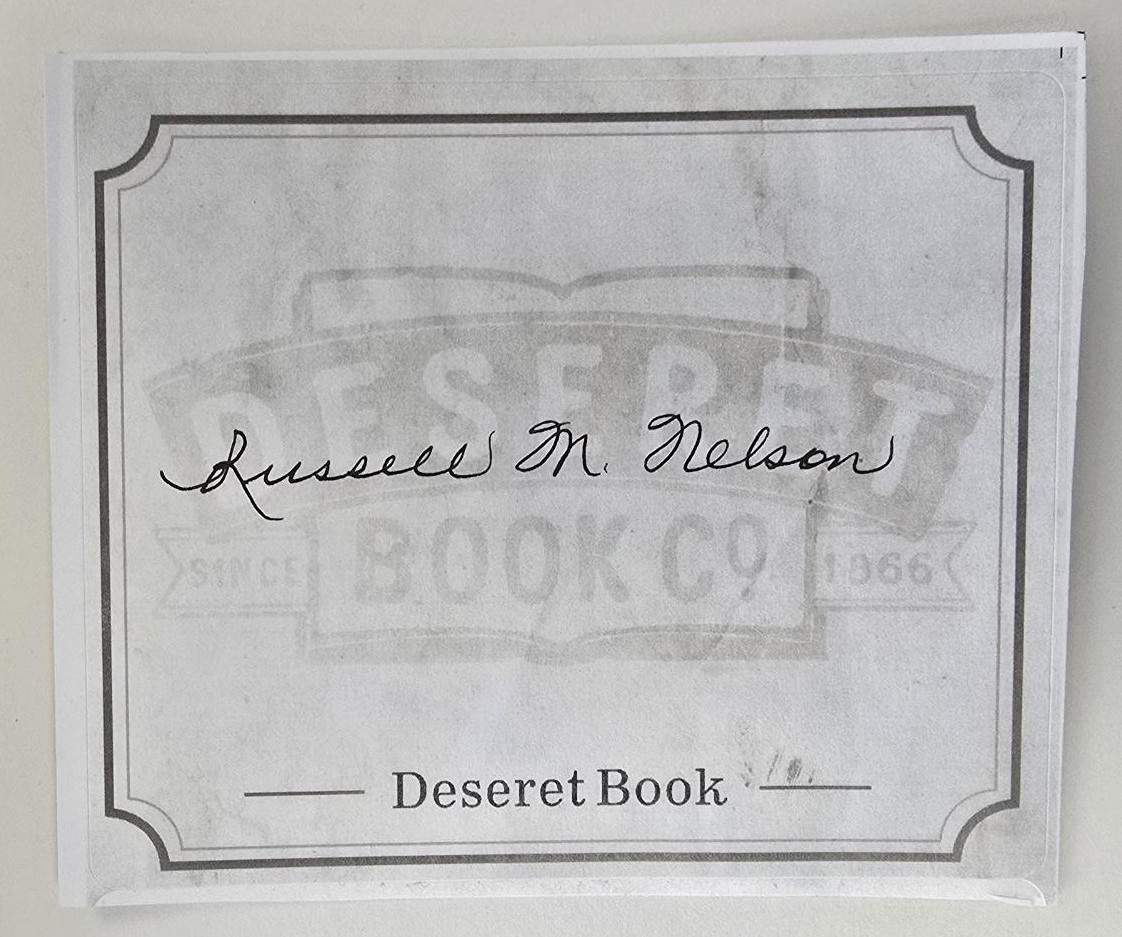 DESERET
Russell M. Nelson
SINCE BOOK CO. 1866
Deseret Book